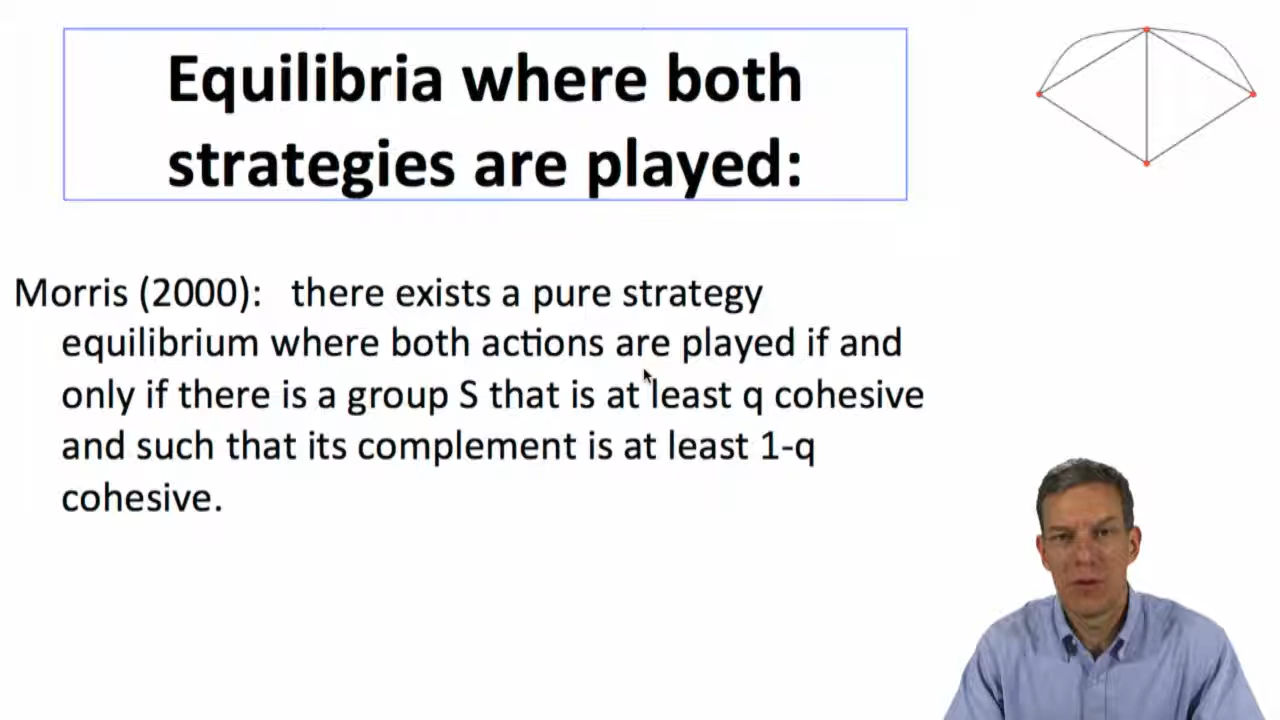 Equilibria where both
strategies are played:
Morris (2000): there exists a pure strategy
equilibrium where both actions are played if and
only if there is a group S that is at least q cohesive
and such that its complement is at least 1-q
cohesive.